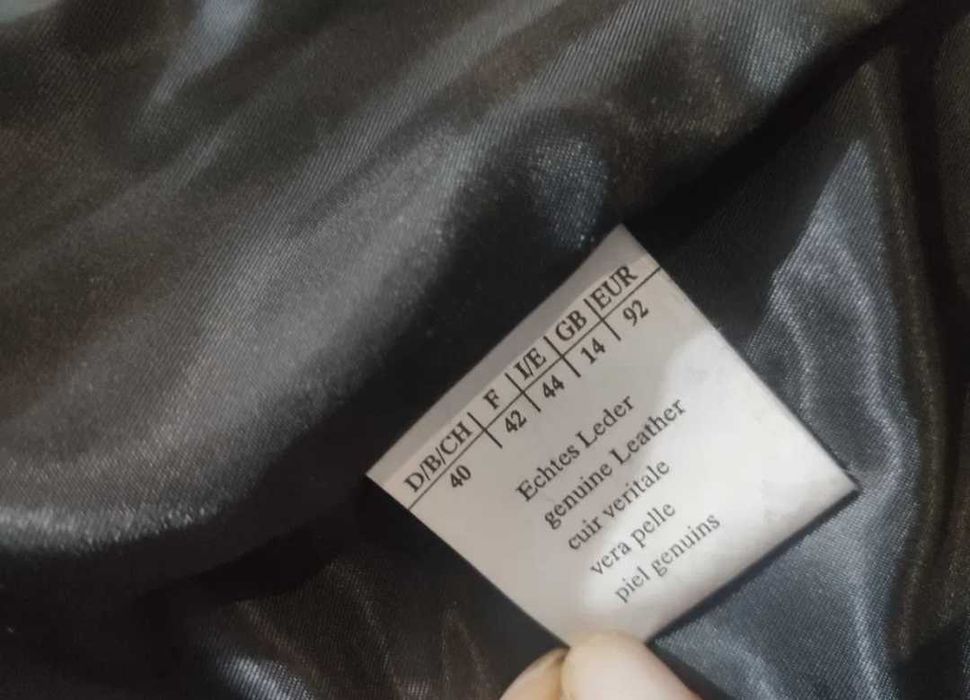 D/B/CH | F | I/E | GB | EUR
40 | 42 | 44 | 14 | 92
Echtes Leder
genuine Leather
cuir veritale
vera pelle
piel genuins